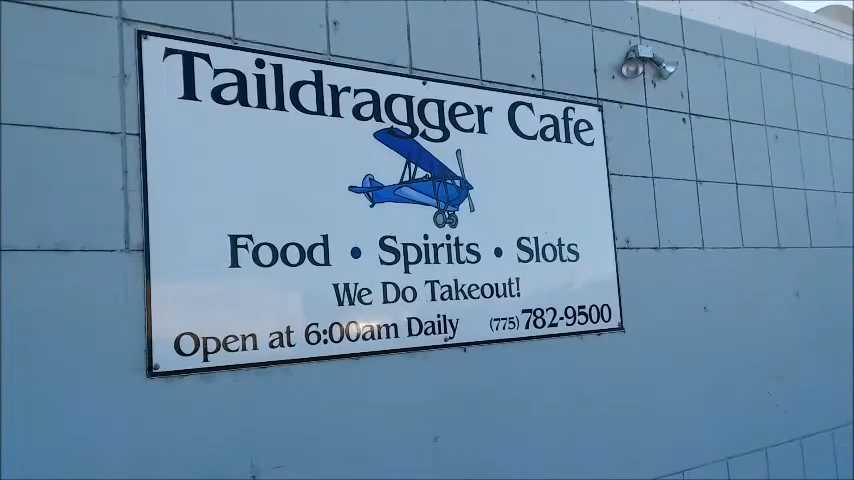 Taildragger Cafe
Food • Spirits • Slots
We Do Takeout!
Open at 6:00am Daily (775) 782-9500